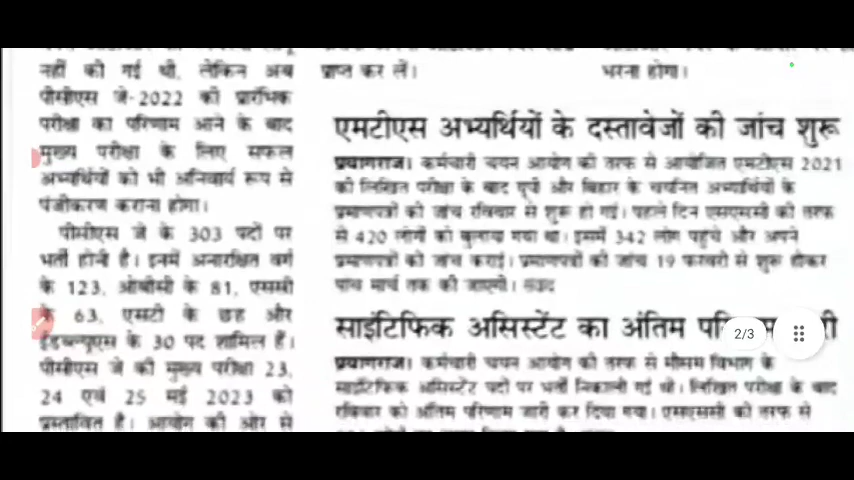 नहीं की गई थी, लेकिन अब
पीसीएस जे-2022 की प्रारंभिक
परीक्षा का परिणाम आने के बाद
मुख्य परीक्षा के लिए सफल
अभ्यर्थियों को भी अनिवार्य रूप से
पंजीकरण कराना होगा।
पीसीएस जे के 303 पदों पर
भर्ती होनी है। इनमें अनारक्षित वर्ग
के 123, ओबीसी के 81, एससी
के 63, एसटी के छह और
ईडब्ल्यूएस के 30 पद शामिल हैं।
पीसीएस जे की मुख्य परीक्षा 23,
24 एवं 25 मई 2023 को
प्रस्तावित है। आयोग की ओर से
प्राप्त कर लें।
भरना होगा।
एमटीएस अभ्यर्थियों के दस्तावेजों की जांच शुरू
प्रयागराज। कर्मचारी चयन आयोग की तरफ से आयोजित एमटीएस 2021
की लिखित परीक्षा के बाद यूपी और बिहार के चयनित अभ्यर्थियों के
प्रमाणपत्रों की जांच रविवार से शुरू हो गई। पहले दिन एसएससी की तरफ
से 420 लोगों को बुलाया गया था। इसमें 342 लोग पहुंचे और अपने
प्रमाणपत्रों की जांच कराई। प्रमाणपत्रों की जांच 19 फरवरी से शुरू होकर
पांच मार्च तक की जाएगी। संवाद
साइंटिफिक असिस्टेंट का अंतिम
प्रयागराज। कर्मचारी चयन आयोग की तरफ से मौसम विभाग के
साइंटिफिक असिस्टेंट पदों पर भर्ती निकाली गई थी। लिखित परीक्षा के बाद
रविवार को अंतिम परिणाम जारी कर दिया गया। एसएससी की तरफ से
2/3